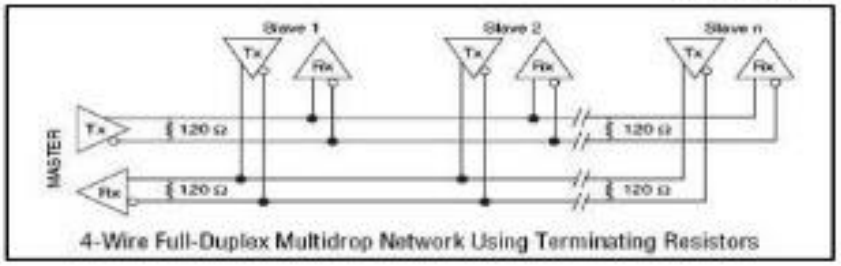 Slave 1 Slave 2 Slave n
Tx Rx Tx Rx Tx Rx
MASTER
Tx 120 Ω 120 Ω
Rx 120 Ω 120 Ω
4-Wire Full-Duplex Multidrop Network Using Terminating Resistors